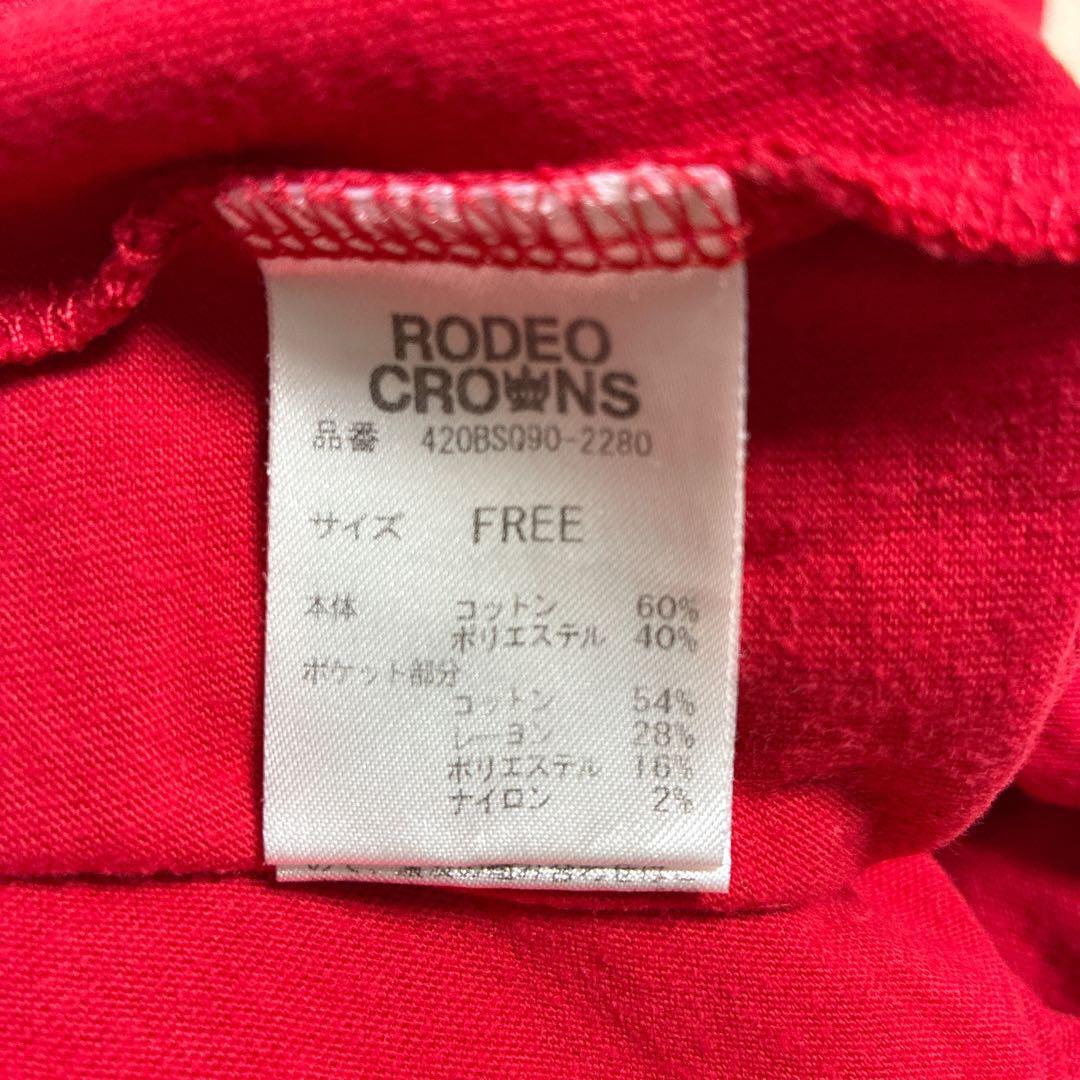 RODEO
CROWNS
品番 420BSQ90-2280
サイズ FREE
本体 コットン 60%
ポリエステル 40%
ポケット部分
コットン 54%
レーヨン 28%
ポリエステル 16%
ナイロン 2%